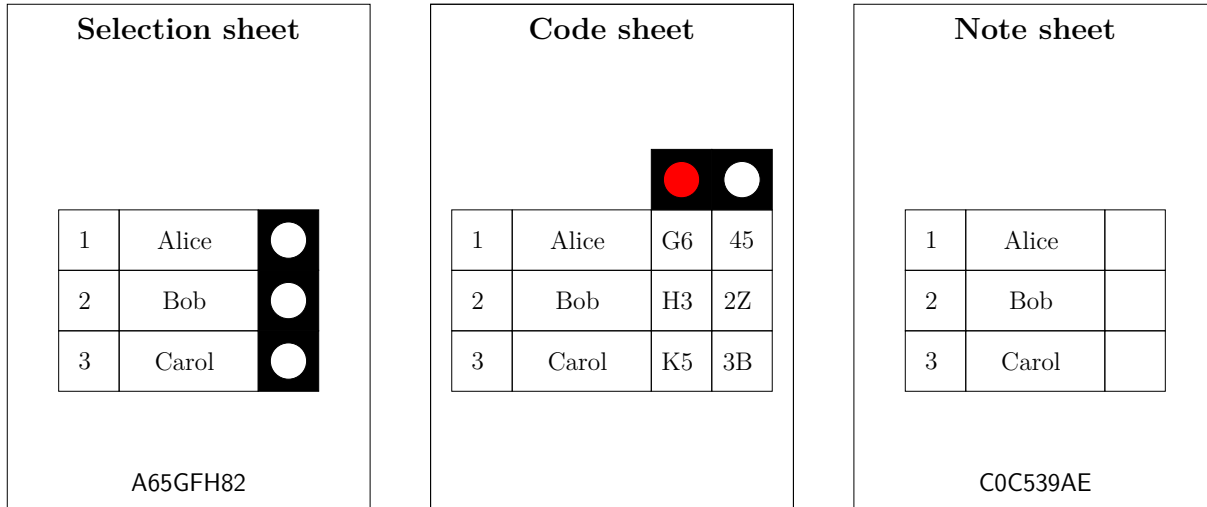 Selection sheet
1 Alice
2 Bob
3 Carol
A65GFH82
Code sheet
1 Alice G6 45
2 Bob H3 2Z
3 Carol K5 3B
Note sheet
1 Alice
2 Bob
3 Carol
C0C539AE